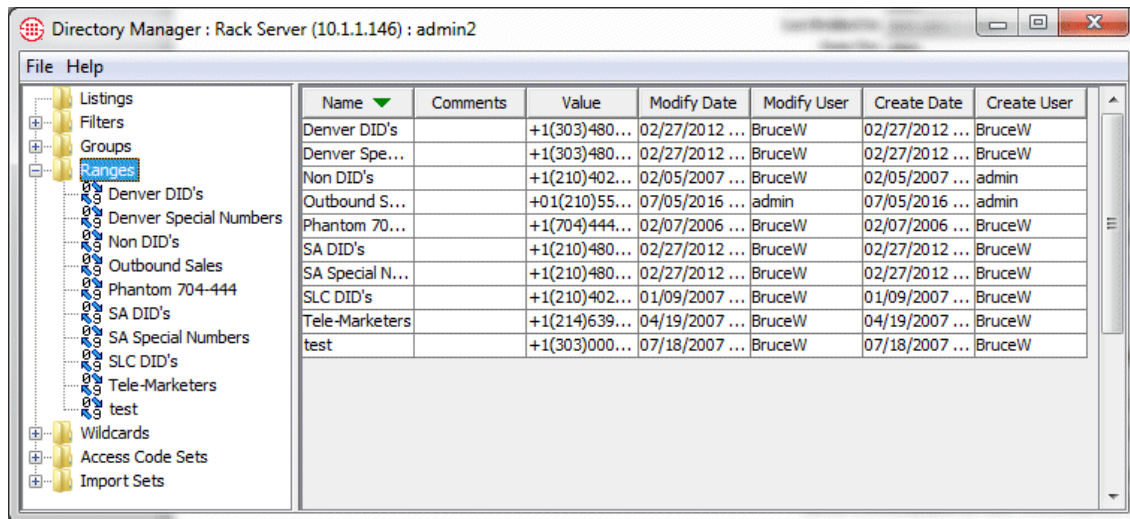 Directory Manager : Rack Server (10.1.1.146) : admin2
File Help
Listings
Filters
Groups
Ranges
Denver DID's
Denver Special Numbers
Non DID's
Outbound Sales
Phantom 704-444
SA DID's
SA Special Numbers
SLC DID's
Tele-Marketers
test
Wildcards
Access Code Sets
Import Sets
Name Comments Value Modify Date Modify User Create Date Create User
Denver DID's +1(303)480... 02/27/2012 ... BruceW 02/27/2012 ... BruceW
Denver Spe... +1(303)480... 02/27/2012 ... BruceW 02/27/2012 ... BruceW
Non DID's +1(210)402... 02/05/2007 ... BruceW 02/05/2007 ... admin
Outbound S... +01(210)55... 07/05/2016 ... admin 07/05/2016 ... admin
Phantom 70... +1(704)444... 02/07/2006 ... BruceW 02/07/2006 ... BruceW
SA DID's +1(210)480... 02/27/2012 ... BruceW 02/27/2012 ... BruceW
SA Special N... +1(210)480... 02/27/2012 ... BruceW 02/27/2012 ... BruceW
SLC DID's +1(210)402... 01/09/2007 ... BruceW 01/09/2007 ... BruceW
Tele-Marketers +1(214)639... 04/19/2007 ... BruceW 04/19/2007 ... BruceW
test +1(303)000... 07/18/2007 ... BruceW 07/18/2007 ... BruceW